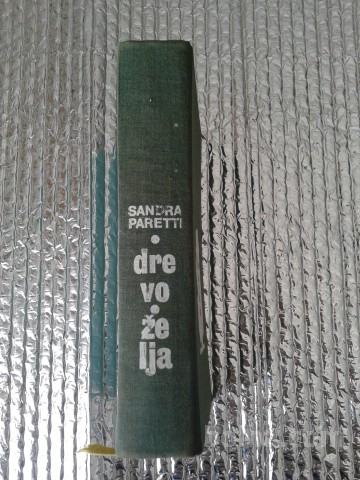 SANDRA
PARETTI
• dre
vo •
že
lja